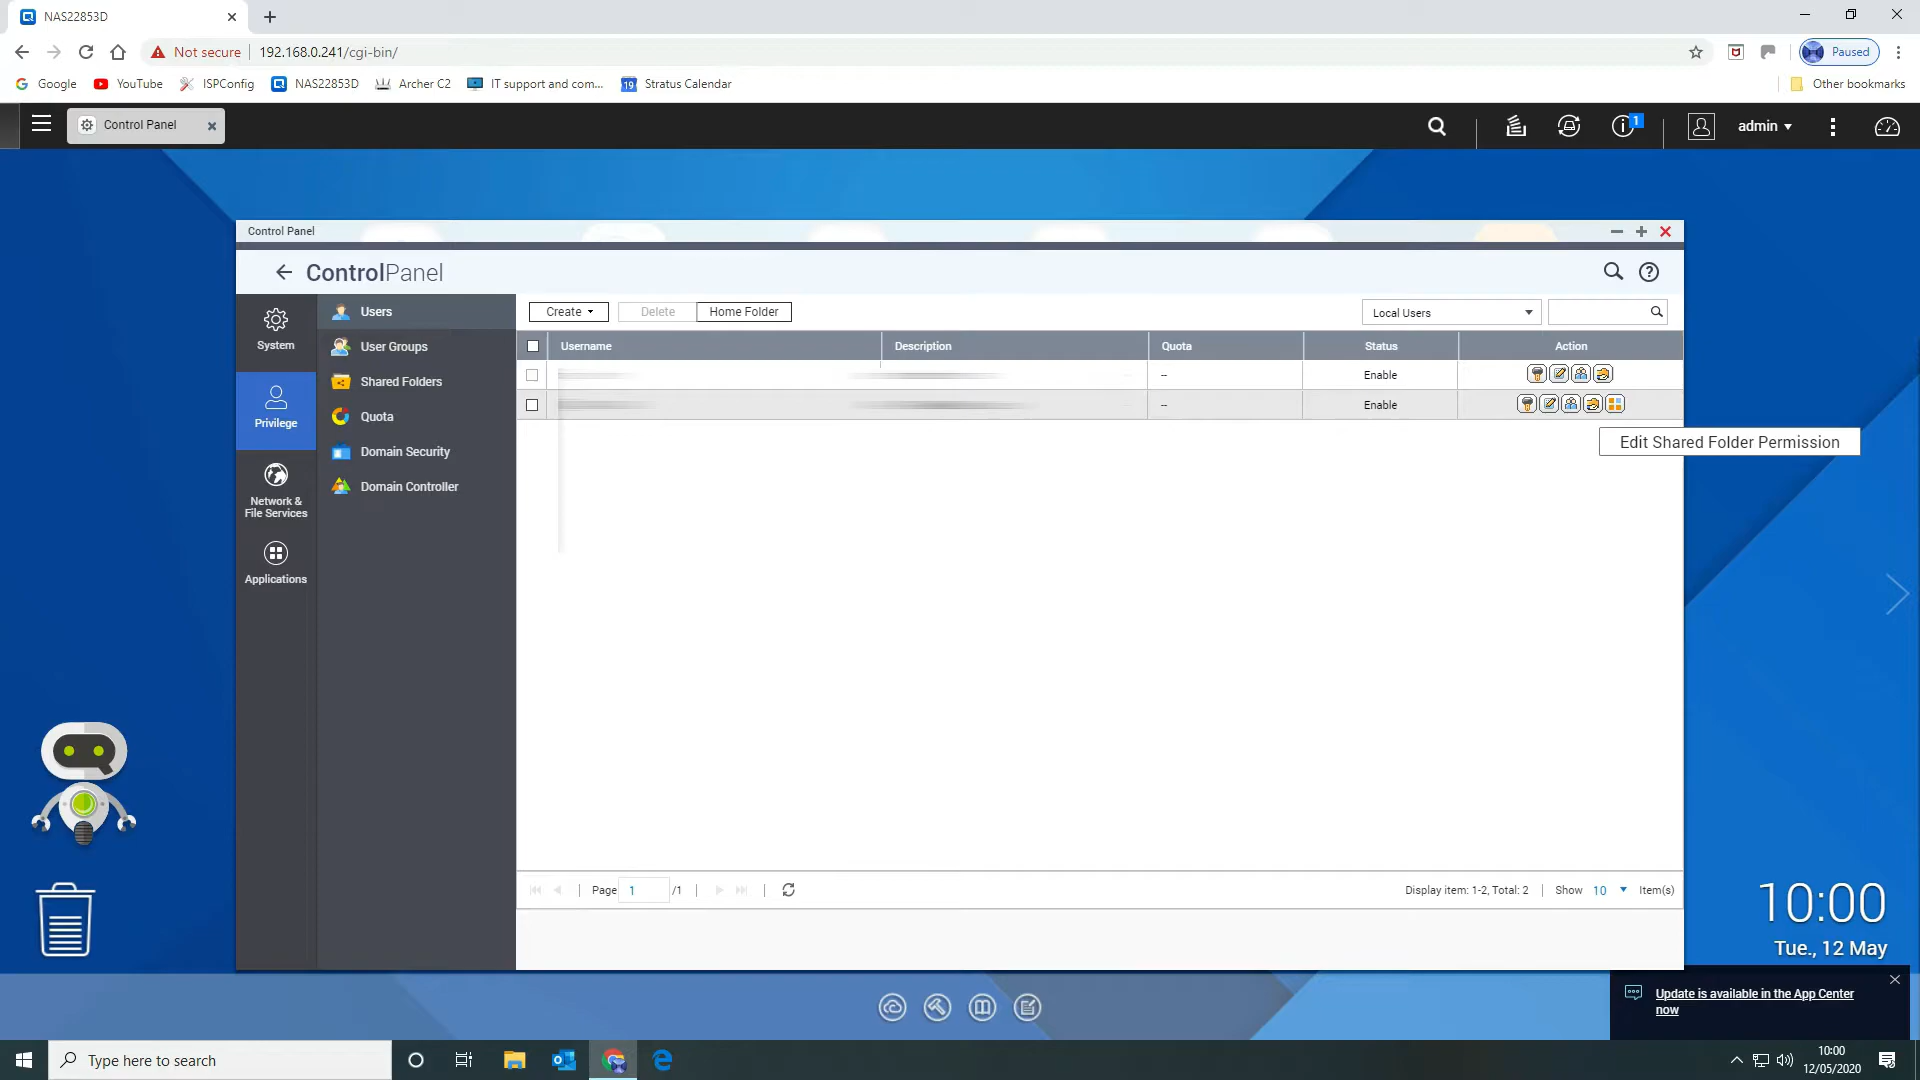 NAS22853D
Not secure
192.168.0.241/cgi-bin/
Paused
Google
YouTube
ISPConfig
NAS22853D
Archer C2
IT support and com...
19
Stratus Calendar
Other bookmarks
Control Panel
1
admin
Control Panel
ControlPanel
System
Privilege
Network &
File Services
Applications
Users
User Groups
Shared Folders
Quota
Domain Security
Domain Controller
Create
Delete
Home Folder
Local Users
Username
Description
Quota
Status
Action
--
Enable
--
Enable
Edit Shared Folder Permission
Page
1
/1
Display item: 1-2, Total: 2
Show
10
Item(s)
10:00
Tue., 12 May
Update is available in the App Center
now
Type here to search
10:00
12/05/2020